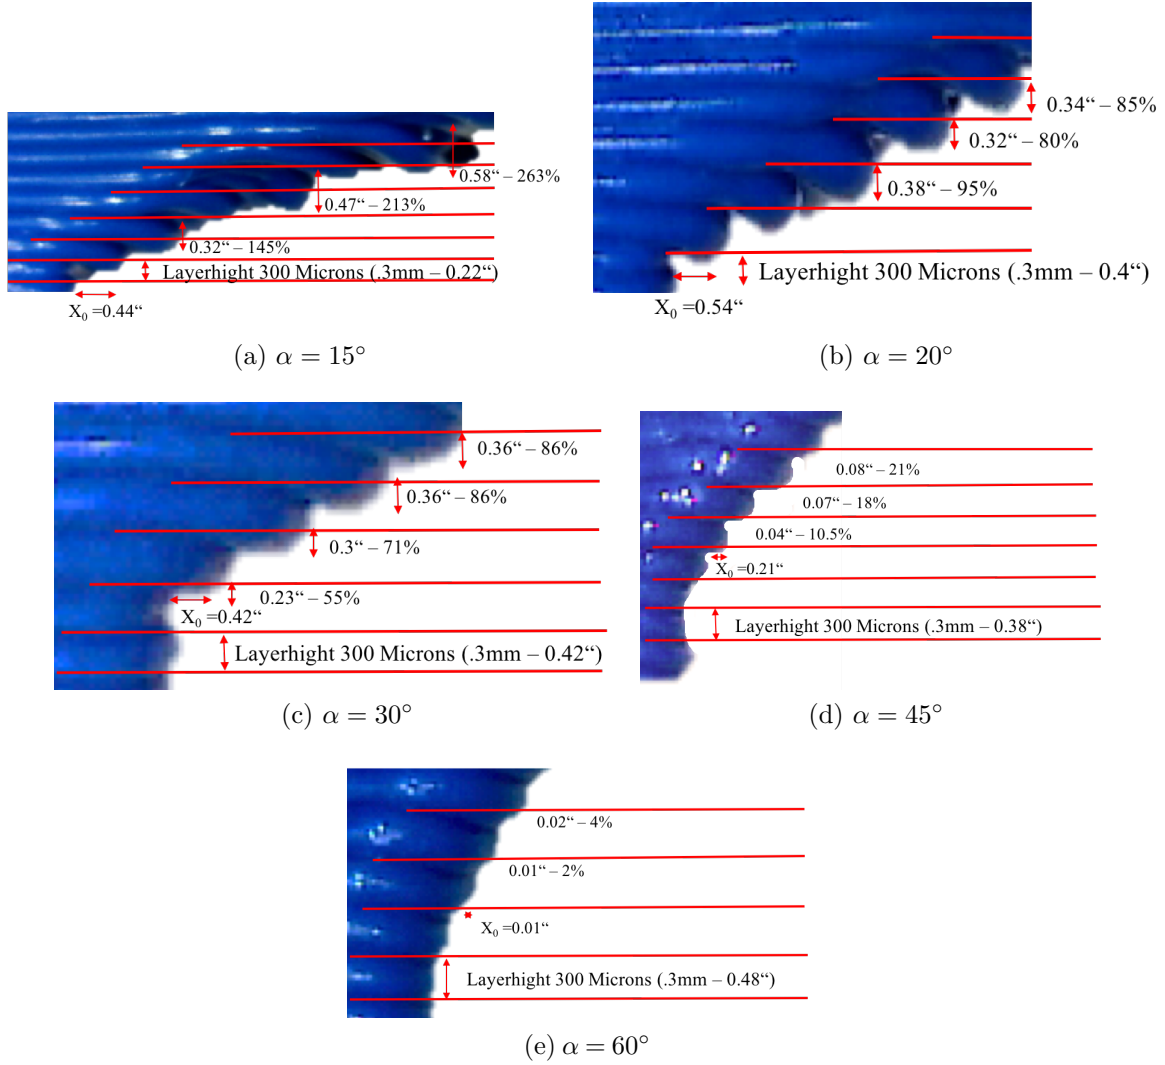 0.58“ – 263%
0.47“ – 213%
0.32“ – 145%
Layerhight 300 Microns (.3mm – 0.22“)
X₀ =0.44“
(a) α = 15°
0.34“ – 85%
0.32“ – 80%
0.38“ – 95%
Layerhight 300 Microns (.3mm – 0.4“)
X₀ =0.54“
(b) α = 20°
0.36“ – 86%
0.36“ – 86%
0.3“ – 71%
0.23“ – 55%
X₀ =0.42“
Layerhight 300 Microns (.3mm – 0.42“)
(c) α = 30°
0.08“ – 21%
0.07“ – 18%
0.04“ – 10.5%
X₀ =0.21“
Layerhight 300 Microns (.3mm – 0.38“)
(d) α = 45°
0.02“ – 4%
0.01“ – 2%
X₀ =0.01“
Layerhight 300 Microns (.3mm – 0.48“)
(e) α = 60°